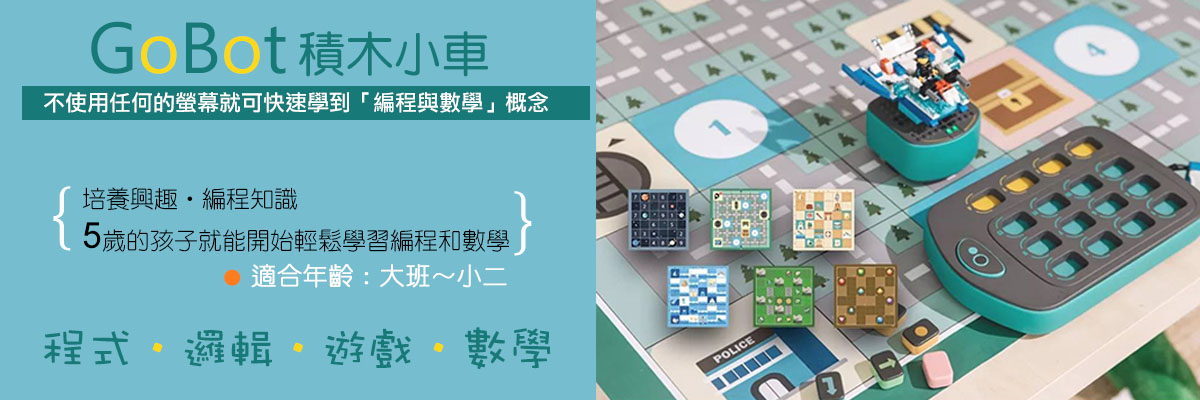 GoBot 積木小車
不使用任何的螢幕就可快速學到「編程與數學」概念
培養興趣・編程知識
5歲的孩子就能開始輕鬆學習編程和數學
適合年齡：大班～小二
程式・邏輯・遊戲・數學
1
4
POLICE